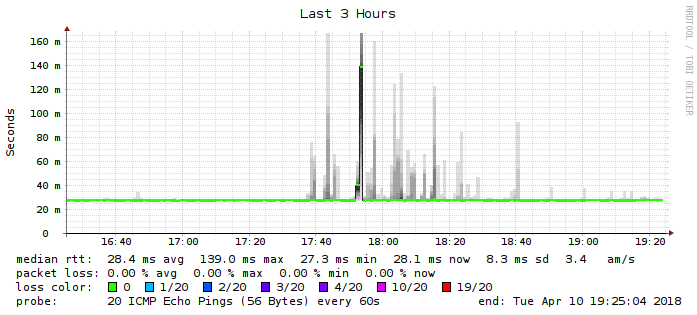 Last 3 Hours
RRDTOOL / TOBI OETIKER
Seconds
160 m
140 m
120 m
100 m
80 m
60 m
40 m
20 m
0
16:40 17:00 17:20 17:40 18:00 18:20 18:40 19:00 19:20
median rtt: 28.4 ms avg 139.0 ms max 27.3 ms min 28.1 ms now 8.3 ms sd 3.4 am/s
packet loss: 0.00 % avg 0.00 % max 0.00 % min 0.00 % now
loss color: 0 1/20 2/20 3/20 4/20 10/20 19/20
probe: 20 ICMP Echo Pings (56 Bytes) every 60s end: Tue Apr 10 19:25:04 2018